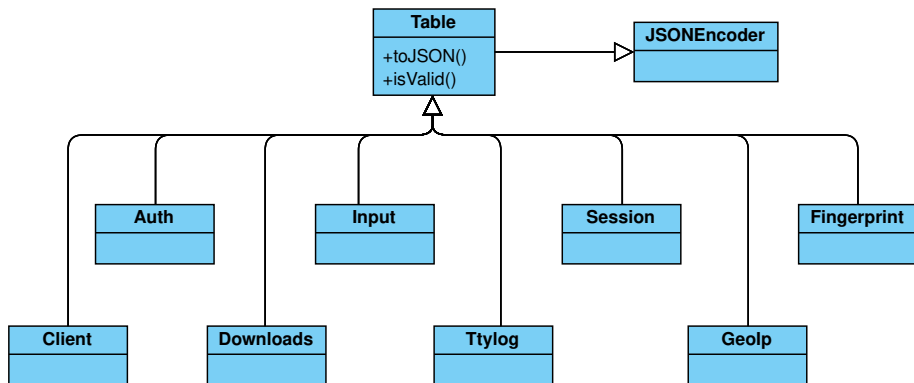 Table
+toJSON()
+isValid()
JSONEncoder
Auth
Input
Session
Fingerprint
Client
Downloads
Ttylog
GeoIp